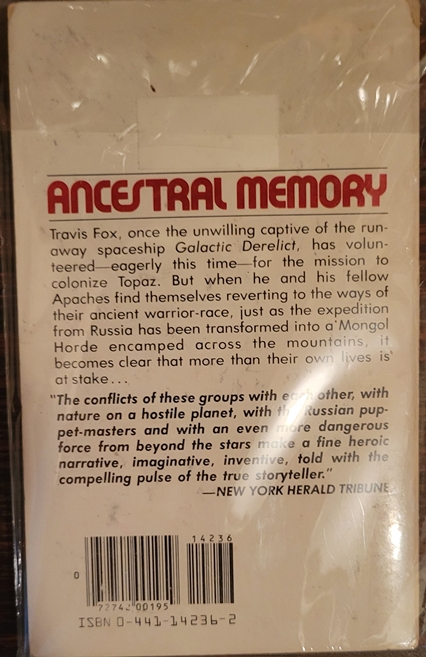 ANCESTRAL MEMORY
Travis Fox, once the unwilling captive of the run-
away spaceship Galactic Derelict, has volun-
teered—eagerly this time—for the mission to
colonize Topaz. But when he and his fellow
Apaches find themselves reverting to the ways of
their ancient warrior-race, just as the expedition
from Russia has been transformed into a Mongol
Horde encamped across the mountains, it
becomes clear that more than their own lives is
at stake...
"The conflicts of these groups with each other, with
nature on a hostile planet, with the Russian pup-
pet-masters and with an even more dangerous
force from beyond the stars make a fine heroic
narrative, imaginative, inventive, told with the
compelling pulse of the true storyteller."
—NEW YORK HERALD TRIBUNE
14236
0
72742 00195
ISBN 0-441-14236-2